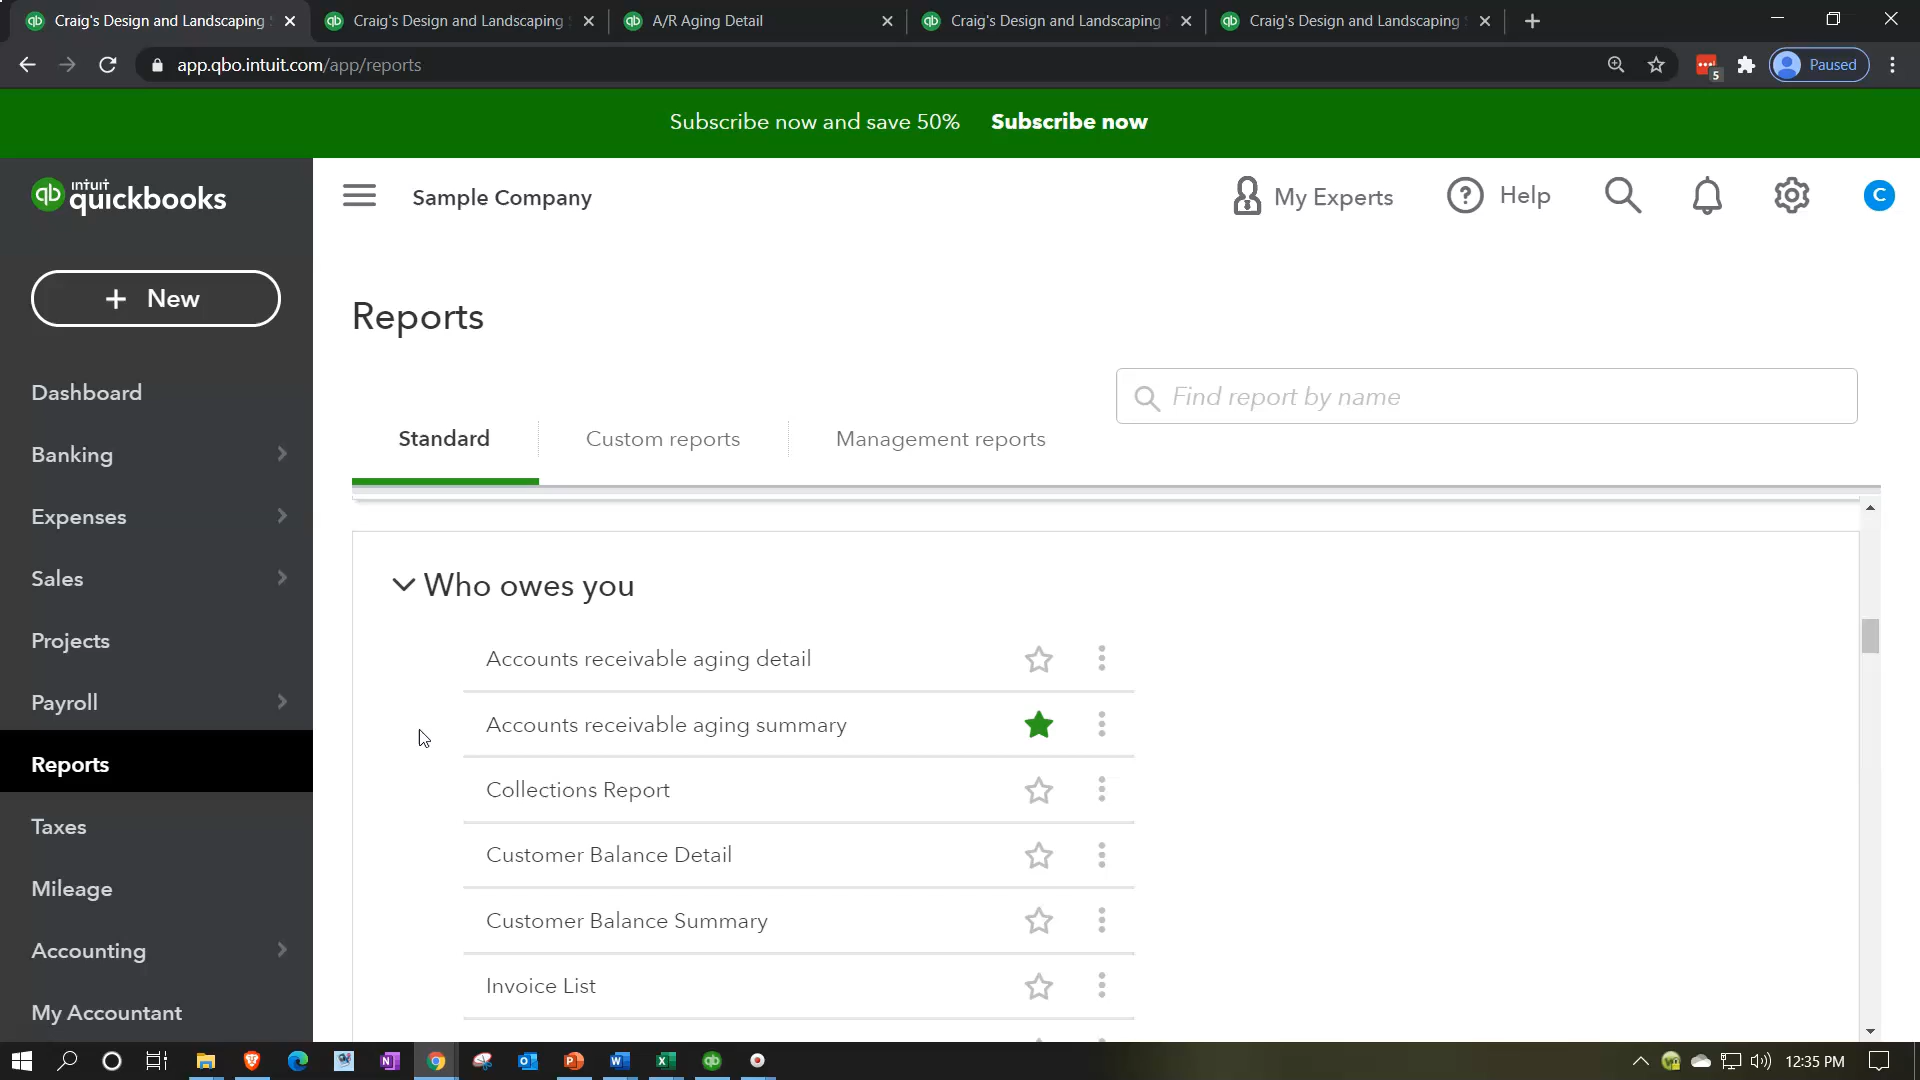 Craig's Design and Landscaping
Craig's Design and Landscaping
A/R Aging Detail
Craig's Design and Landscaping
Craig's Design and Landscaping
app.qbo.intuit.com/app/reports
5
Paused
Subscribe now and save 50% Subscribe now
qb intuit quickbooks
Sample Company
My Experts
Help
C
+ New
Dashboard
Banking
Expenses
Sales
Projects
Payroll
Reports
Taxes
Mileage
Accounting
My Accountant
Reports
Find report by name
Standard
Custom reports
Management reports
Who owes you
Accounts receivable aging detail
Accounts receivable aging summary
Collections Report
Customer Balance Detail
Customer Balance Summary
Invoice List
12:35 PM